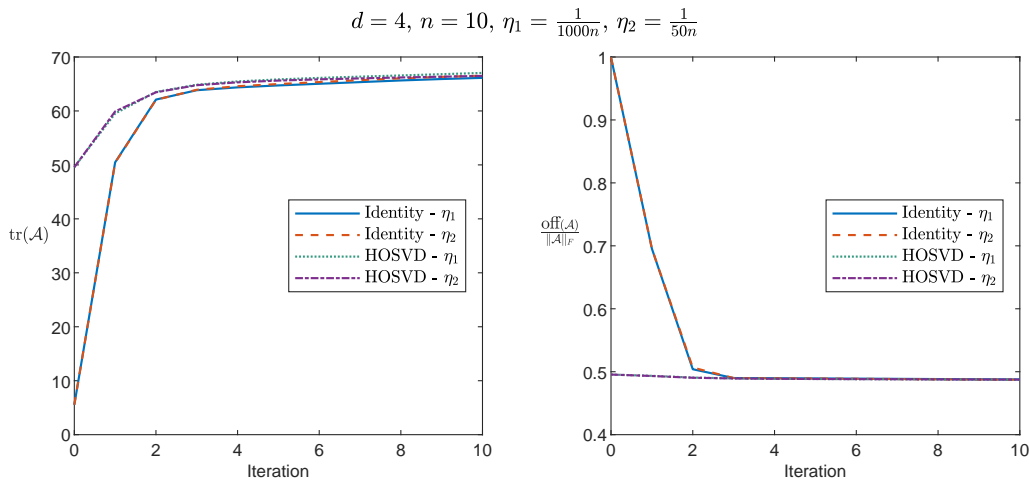 d = 4, n = 10, η₁ = 1/1000n, η₂ = 1/50n
70
60
50
40
30
20
10
0
tr(𝒜)
0 2 4 6 8 10
Iteration
Identity - η₁
Identity - η₂
HOSVD - η₁
HOSVD - η₂
1
0.9
0.8
0.7
0.6
0.5
0.4
off(𝒜)/‖𝒜‖F
0 2 4 6 8 10
Iteration
Identity - η₁
Identity - η₂
HOSVD - η₁
HOSVD - η₂